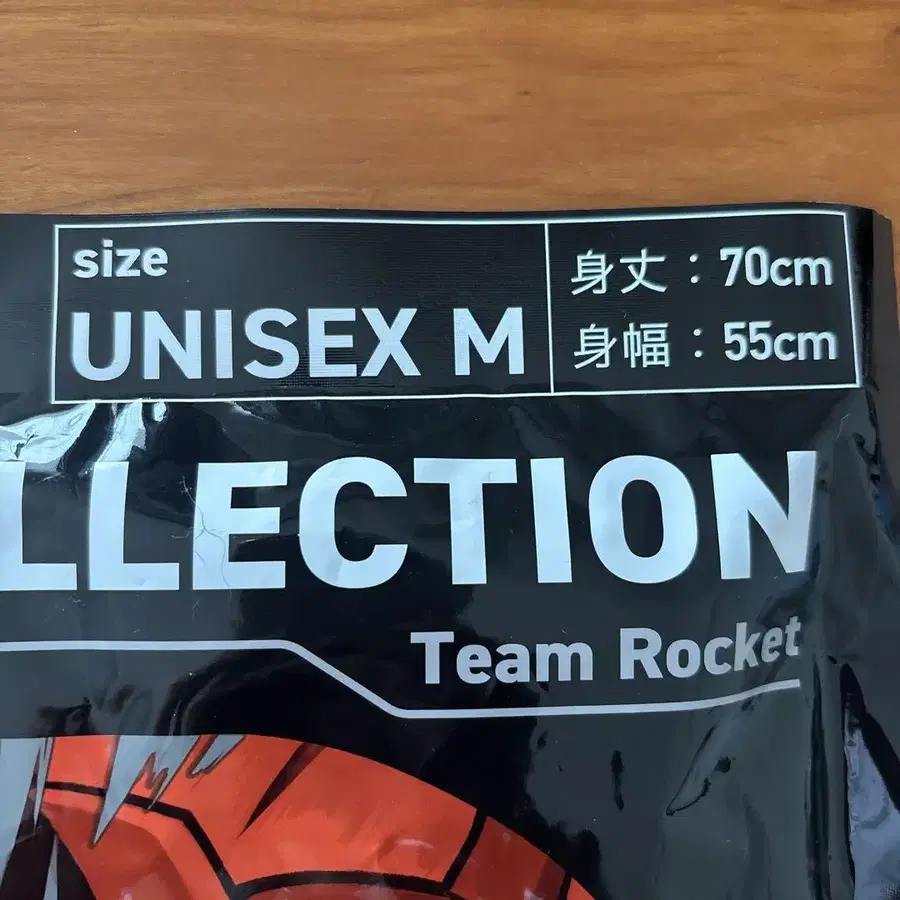 size
UNISEX M
身丈：70cm
身幅：55cm
LLECTION
Team Rocket